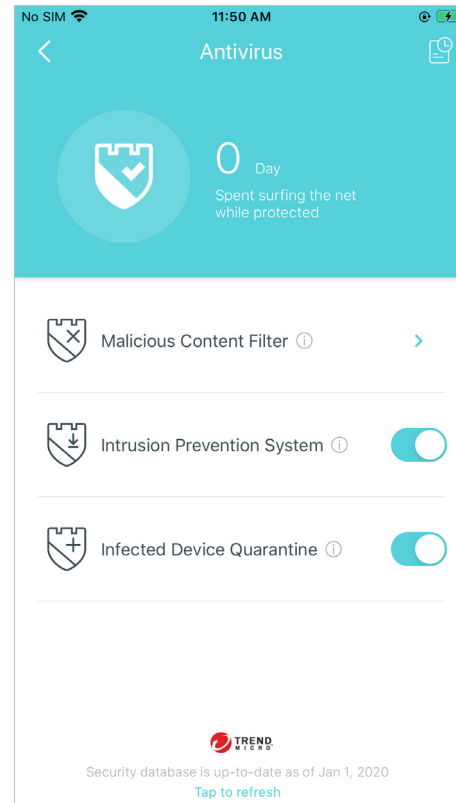 No SIM 11:50 AM
Antivirus
0 Day
Spent surfing the net
while protected
Malicious Content Filter
Intrusion Prevention System
Infected Device Quarantine
TREND
MICRO
Security database is up-to-date as of Jan 1, 2020
Tap to refresh